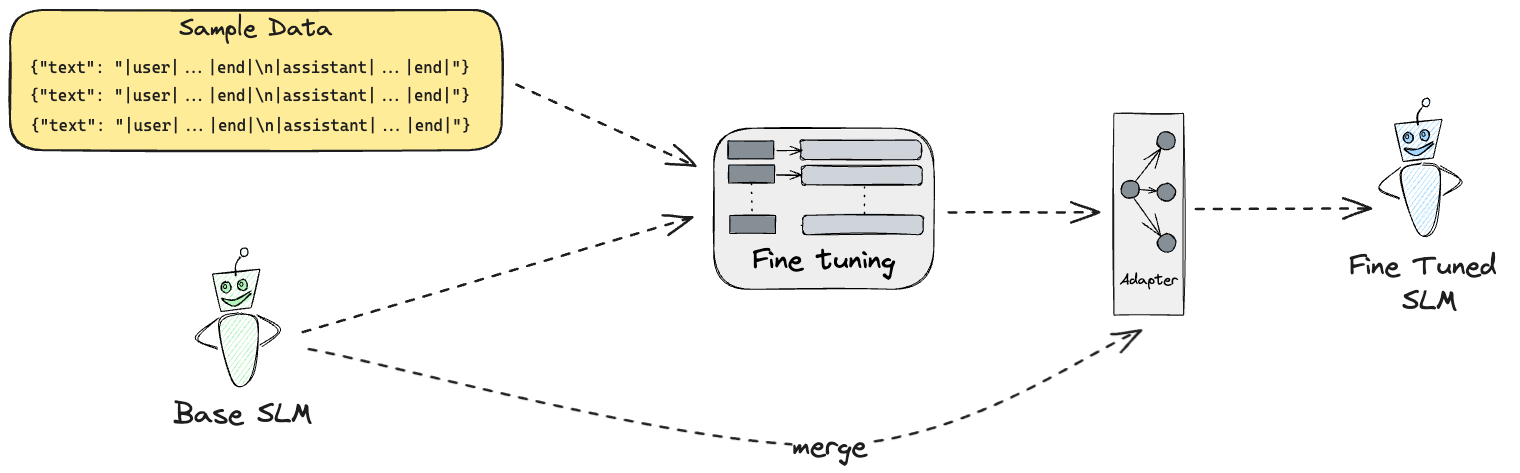 Sample Data
{"text": "|user| ... |end|\n|assistant| ... |end|"}
{"text": "|user| ... |end|\n|assistant| ... |end|"}
{"text": "|user| ... |end|\n|assistant| ... |end|"}
Fine tuning
Adapter
Fine Tuned
SLM
Base SLM
merge